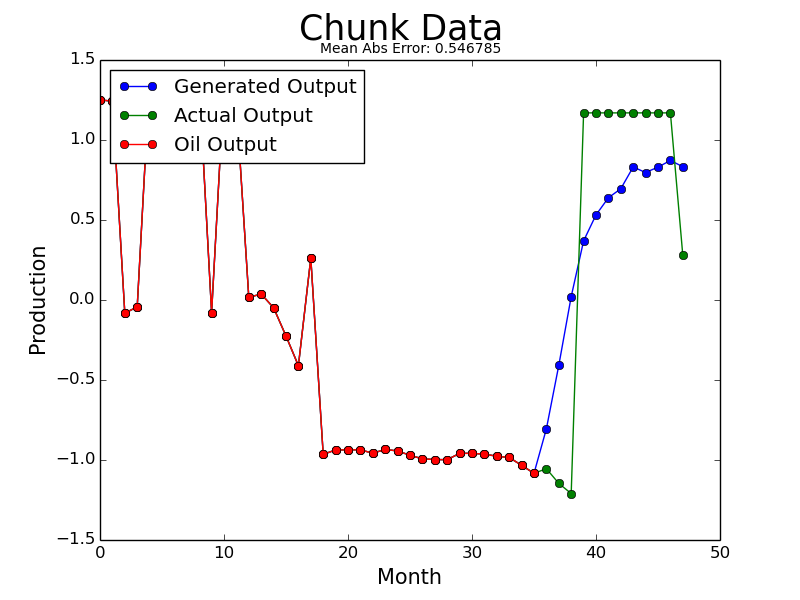 Chunk Data
Mean Abs Error: 0.546785
Generated Output
Actual Output
Oil Output
1.5
1.0
0.5
0.0
−0.5
−1.0
−1.5
Production
0 10 20 30 40 50
Month